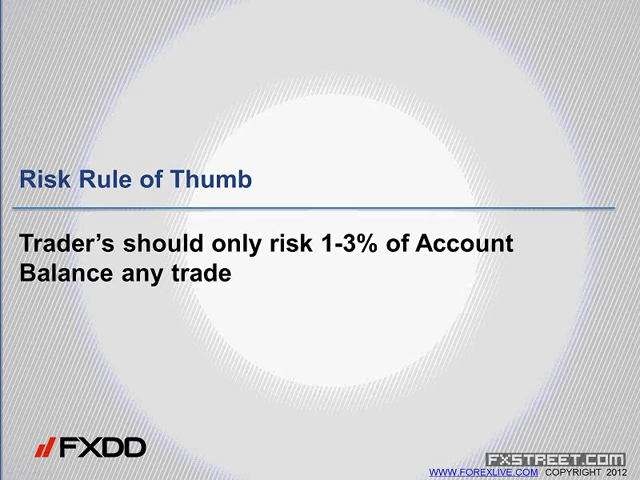 Risk Rule of Thumb
Trader's should only risk 1-3% of Account
Balance any trade
FXDD
FXSTREET.COM
WWW.FOREXLIVE.COM COPYRIGHT 2012